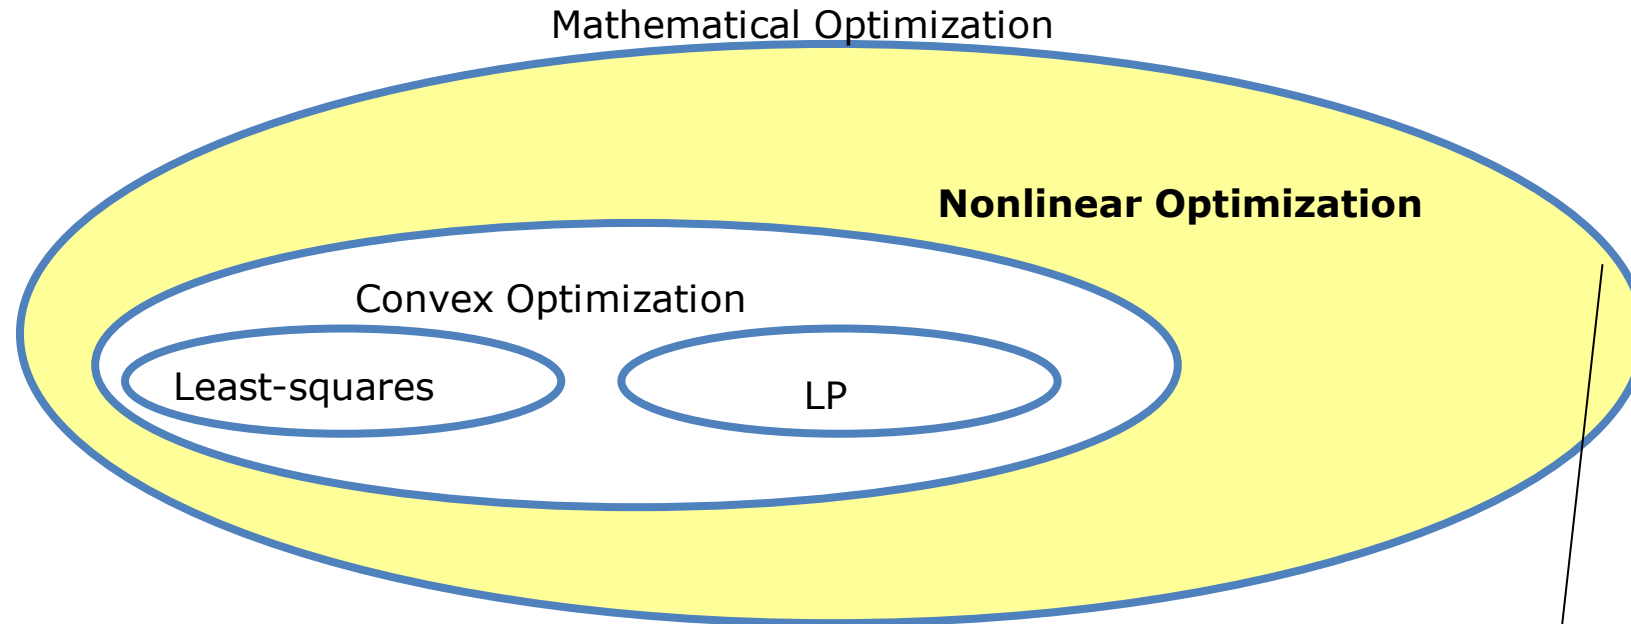 Mathematical Optimization
Nonlinear Optimization
Convex Optimization
Least-squares
LP